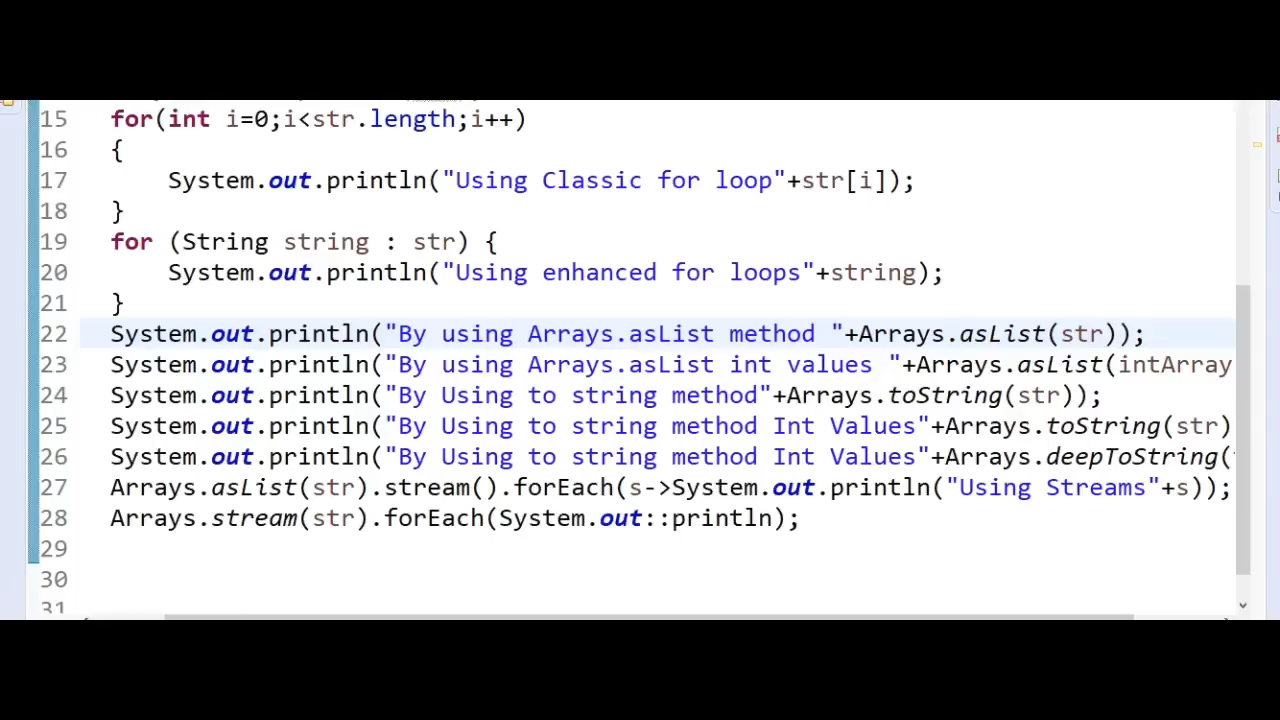 15 for(int i=0;i<str.length;i++)
16 {
17 System.out.println("Using Classic for loop"+str[i]);
18 }
19 for (String string : str) {
20 System.out.println("Using enhanced for loops"+string);
21 }
22 System.out.println("By using Arrays.asList method "+Arrays.asList(str));
23 System.out.println("By using Arrays.asList int values "+Arrays.asList(intArray
24 System.out.println("By Using to string method"+Arrays.toString(str));
25 System.out.println("By Using to string method Int Values"+Arrays.toString(str)
26 System.out.println("By Using to string method Int Values"+Arrays.deepToString(
27 Arrays.asList(str).stream().forEach(s->System.out.println("Using Streams"+s));
28 Arrays.stream(str).forEach(System.out::println);
29
30
31